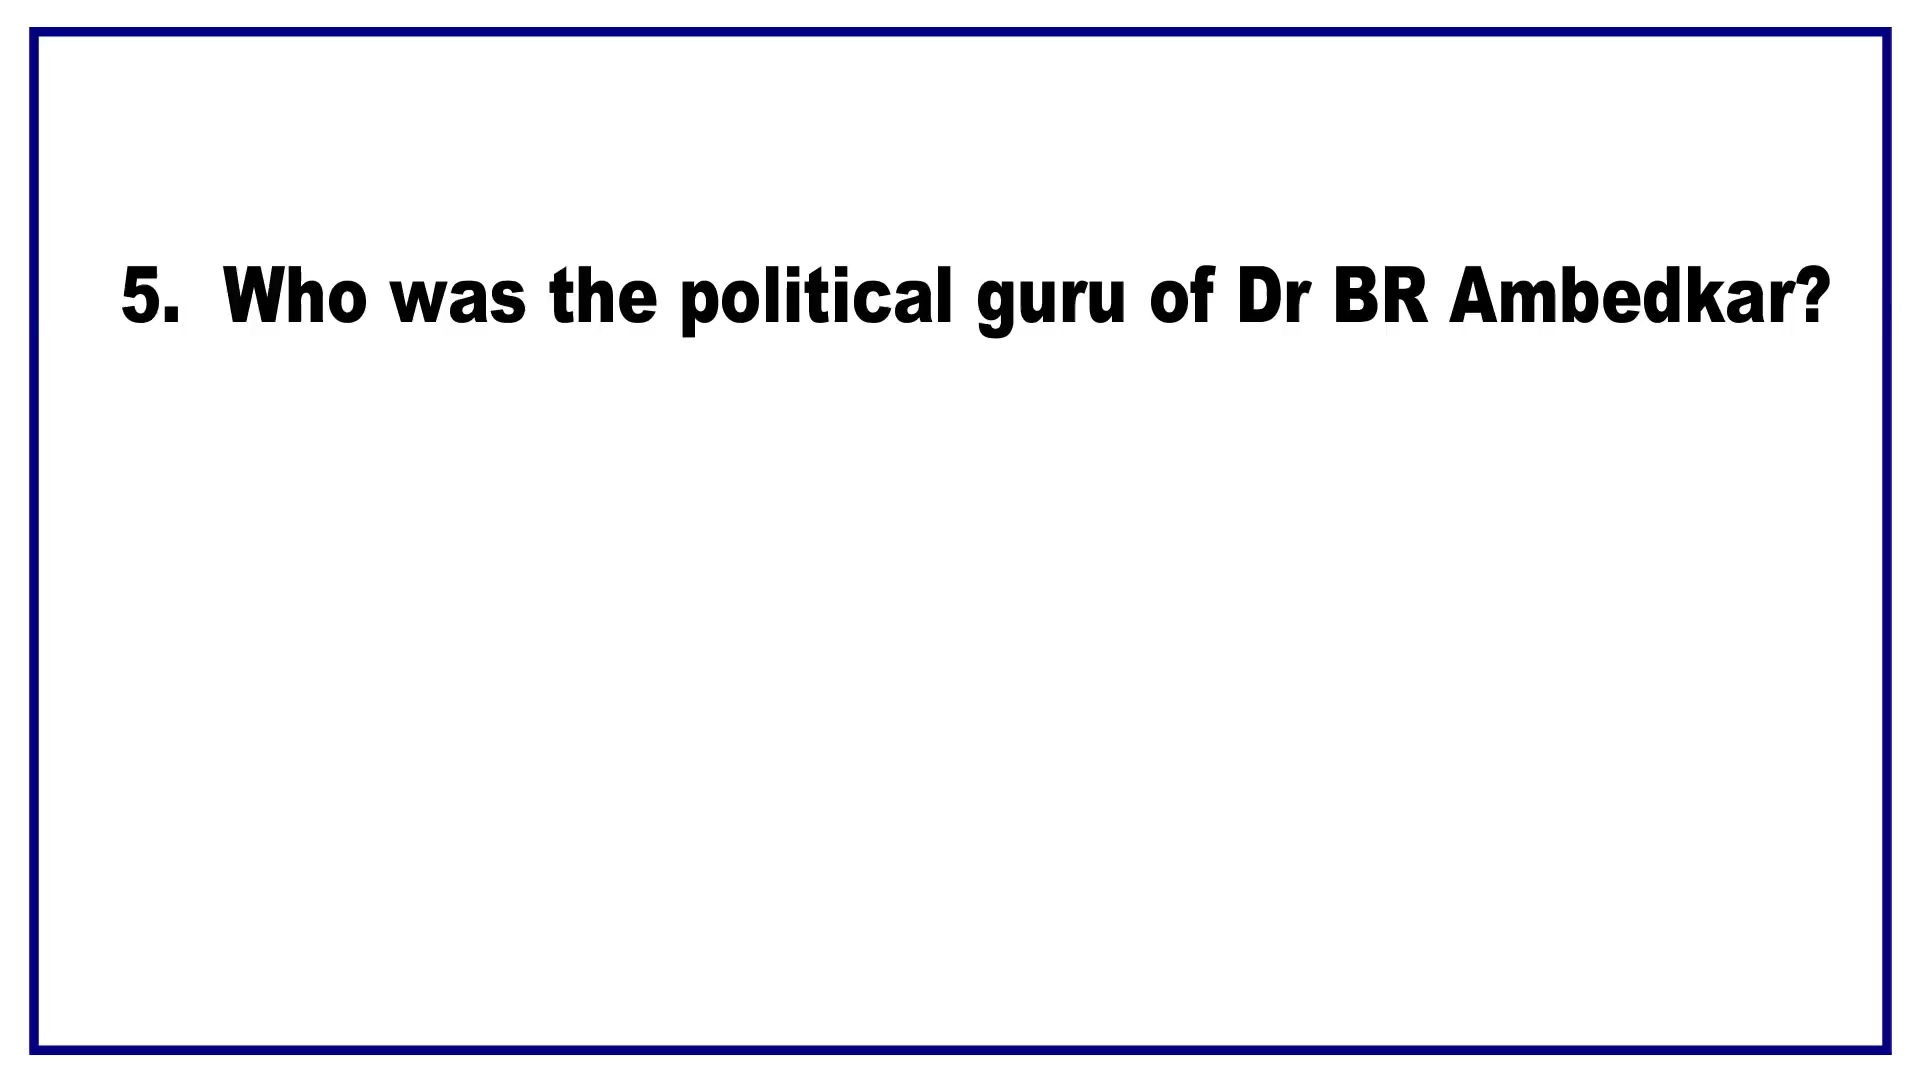 5. Who was the political guru of Dr BR Ambedkar?